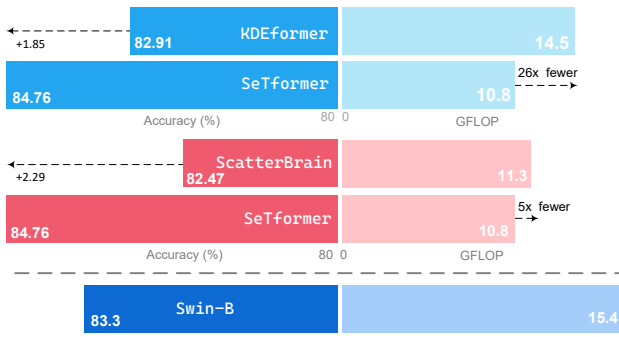 KDEformer 14.5
+1.85 82.91
SeTformer 26x fewer
84.76 10.8
Accuracy (%) 80 0 GFLOP
ScatterBrain
+2.29 82.47 11.3
SeTformer 5x fewer
84.76 10.8
Accuracy (%) 80 0 GFLOP
Swin-B
83.3 15.4